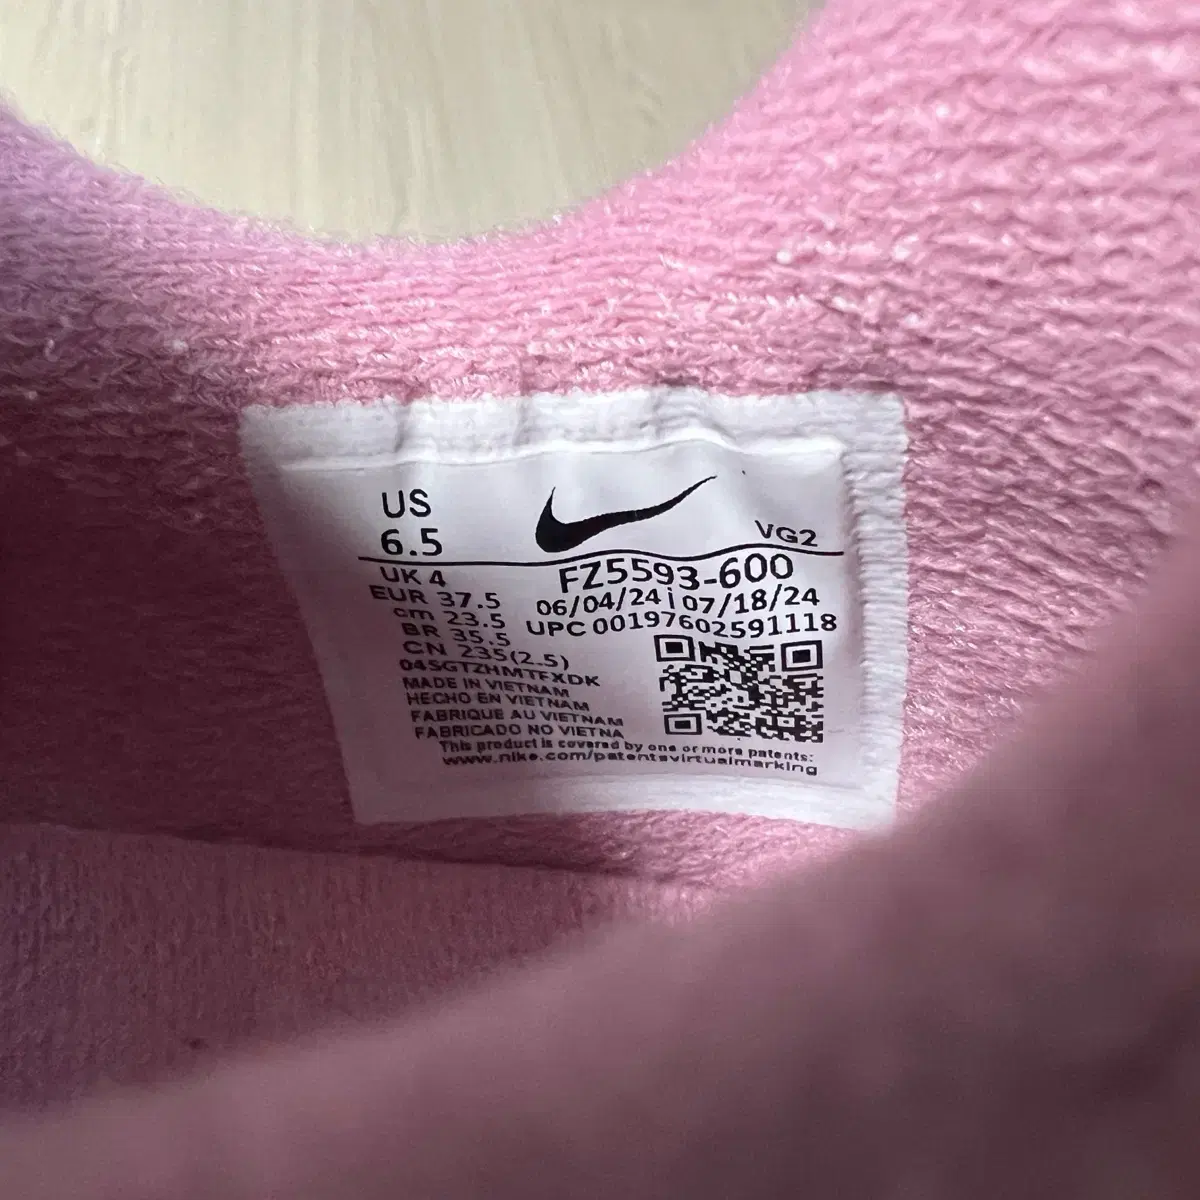 US
6.5
VG2
UK 4
FZ5593-600
EUR 37.5
06/04/24 i 07/18/24
cm 23.5
UPC 00197602591118
BR 35.5
CN 235(2.5)
04SGTZHMTFXDK
MADE IN VIETNAM
HECHO EN VIETNAM
FABRIQUE AU VIETNAM
FABRICADO NO VIETNA
This product is covered by one or more patents:
www.nike.com/patentsvirtualmarking